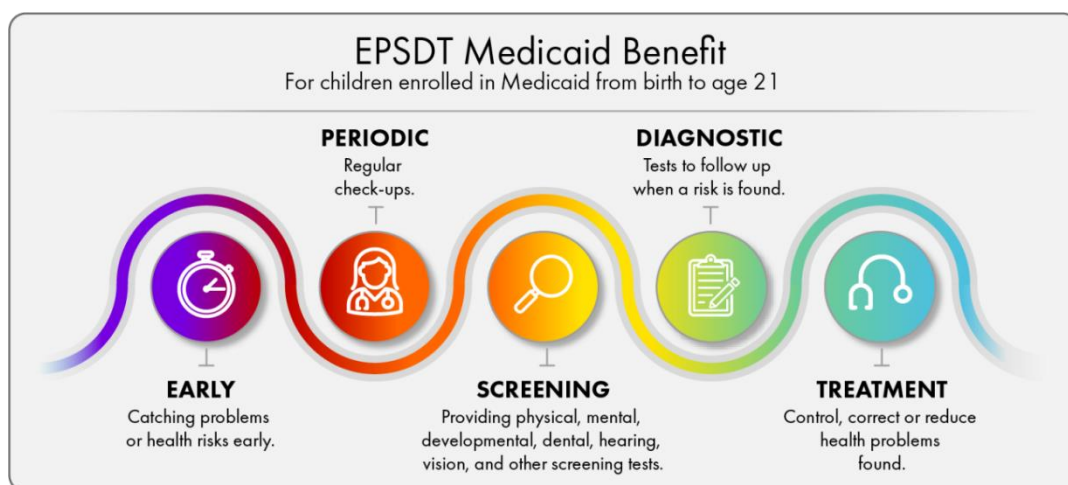 EPSDT Medicaid Benefit
For children enrolled in Medicaid from birth to age 21
EARLY
Catching problems
or health risks early.
PERIODIC
Regular
check-ups.
SCREENING
Providing physical, mental,
developmental, dental, hearing,
vision, and other screening tests.
DIAGNOSTIC
Tests to follow up
when a risk is found.
TREATMENT
Control, correct or reduce
health problems
found.